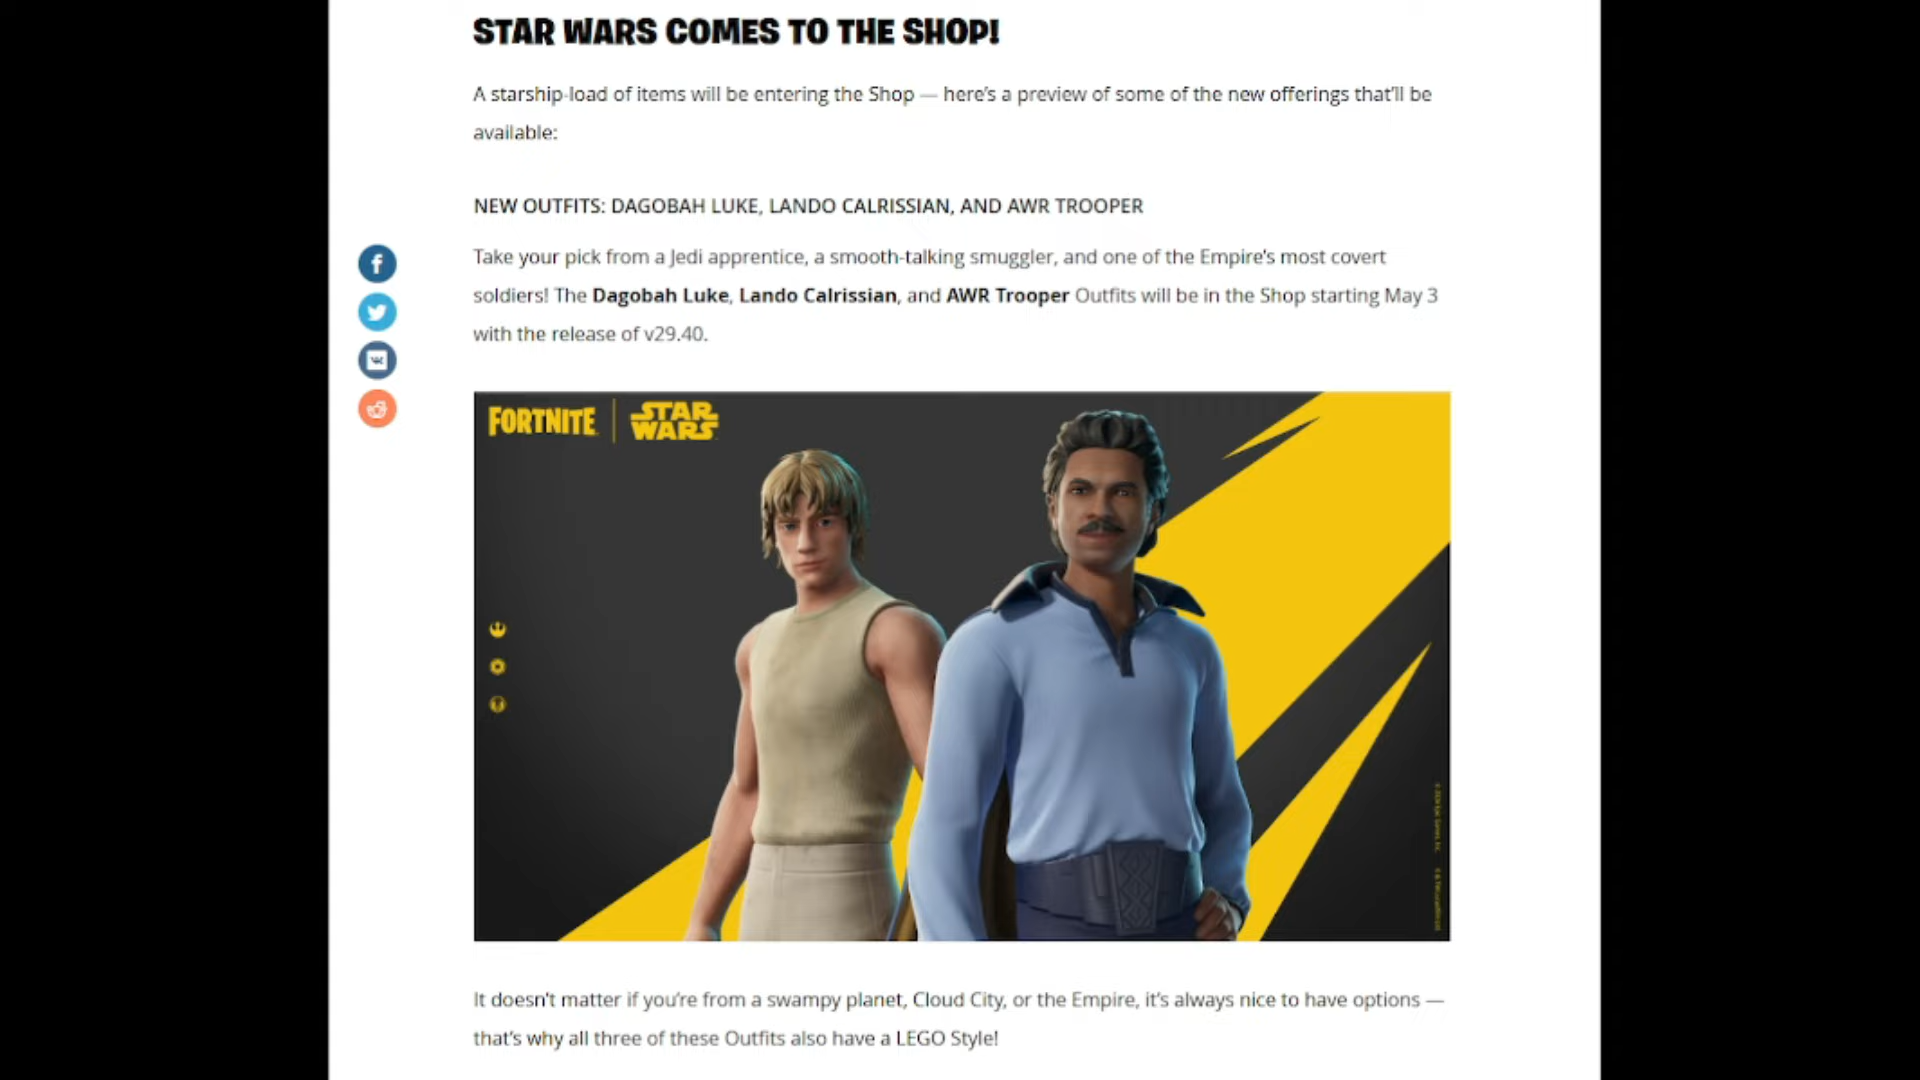 STAR WARS COMES TO THE SHOP!
A starship-load of items will be entering the Shop — here's a preview of some of the new offerings that'll be
available:
NEW OUTFITS: DAGOBAH LUKE, LANDO CALRISSIAN, AND AWR TROOPER
Take your pick from a Jedi apprentice, a smooth-talking smuggler, and one of the Empire's most covert
soldiers! The Dagobah Luke, Lando Calrissian, and AWR Trooper Outfits will be in the Shop starting May 3
with the release of v29.40.
FORTNITE
STAR
WARS
It doesn't matter if you're from a swampy planet, Cloud City, or the Empire, it's always nice to have options —
that's why all three of these Outfits also have a LEGO Style!